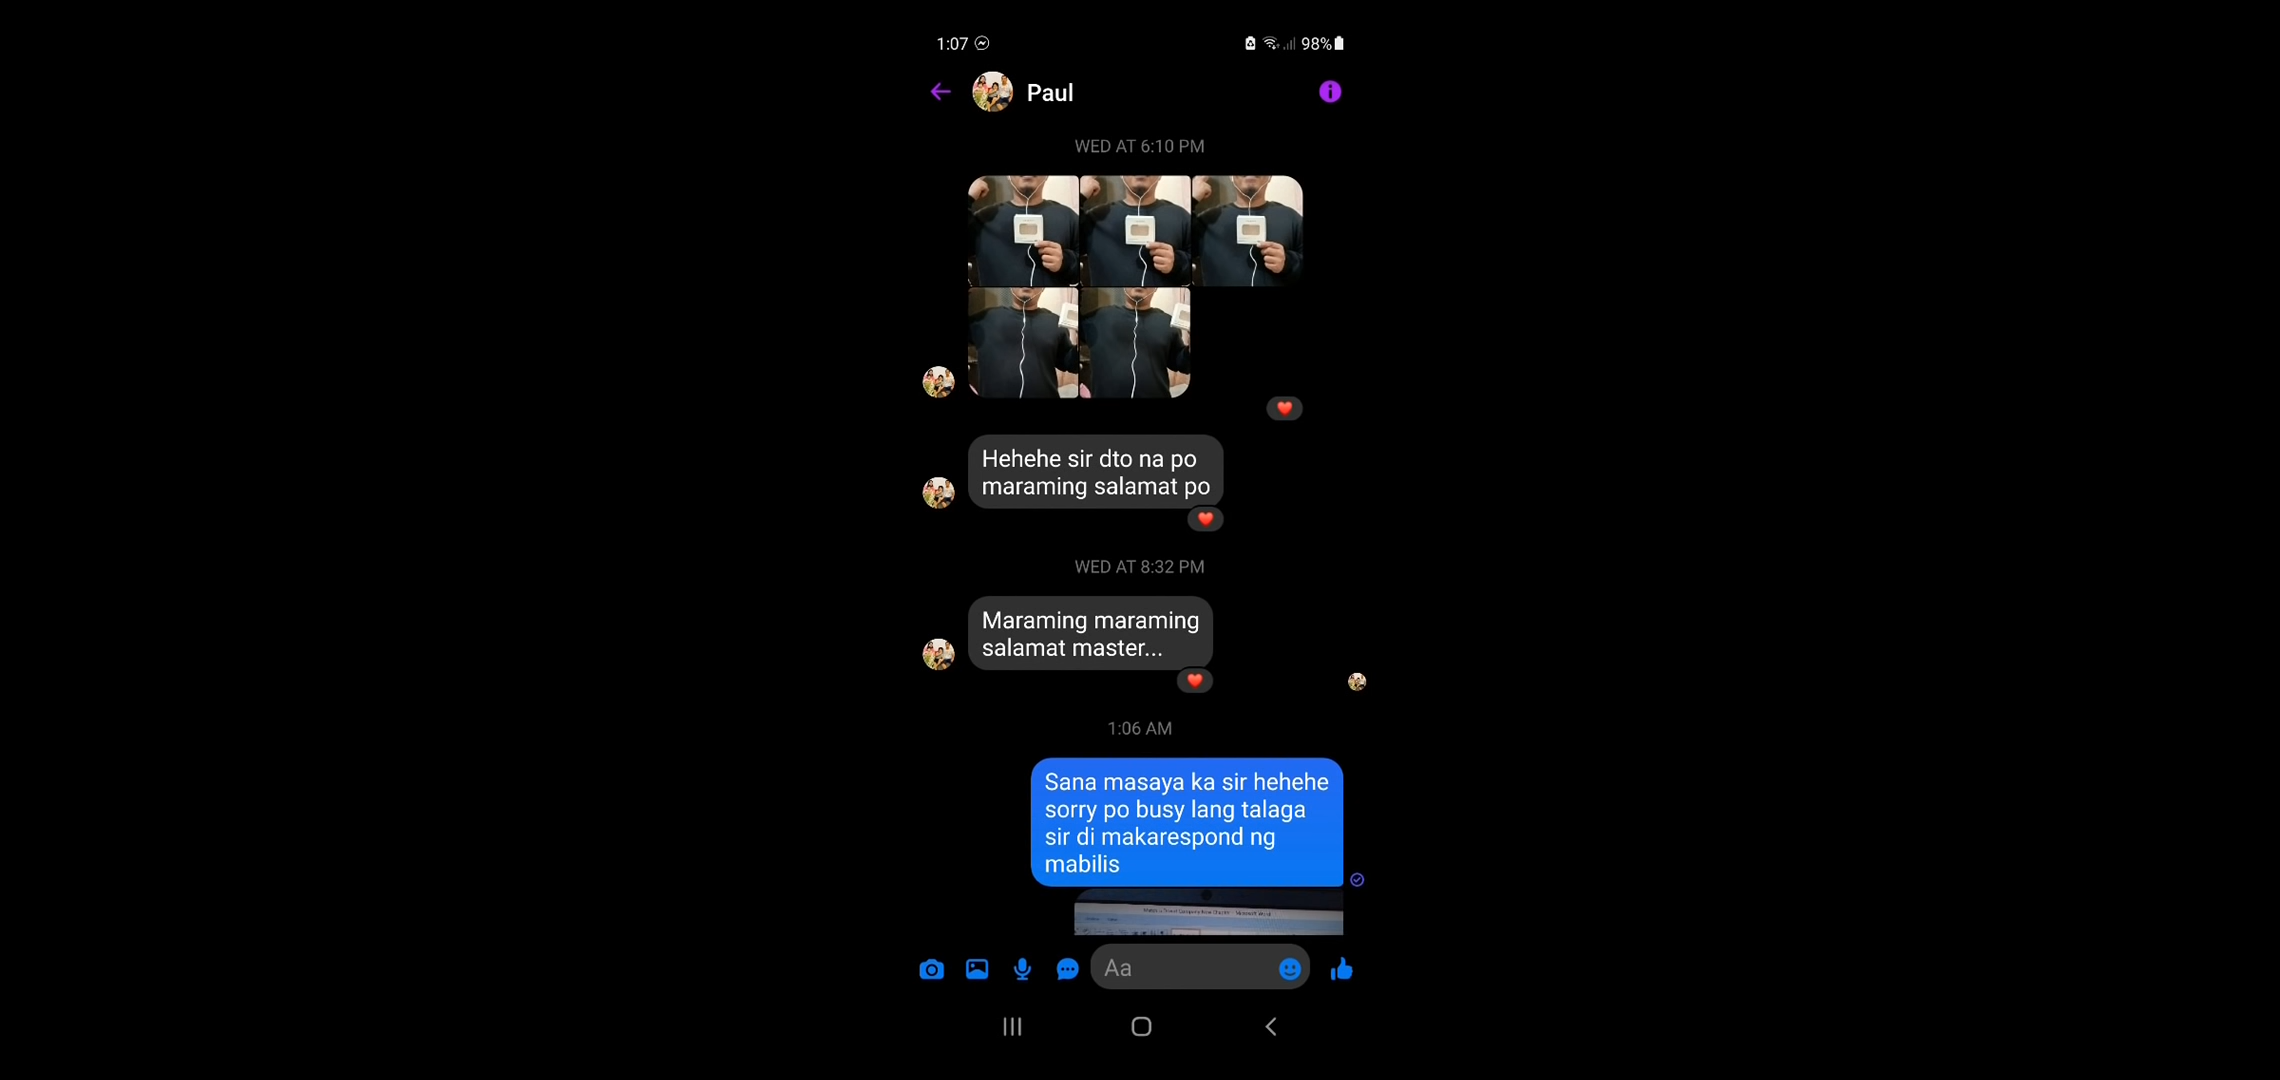 1:07
98%
Paul
WED AT 6:10 PM
Hehehe sir dto na po
maraming salamat po
WED AT 8:32 PM
Maraming maraming
salamat master...
1:06 AM
Sana masaya ka sir hehehe
sorry po busy lang talaga
sir di makarespond ng
mabilis
Microsoft Word
Aa